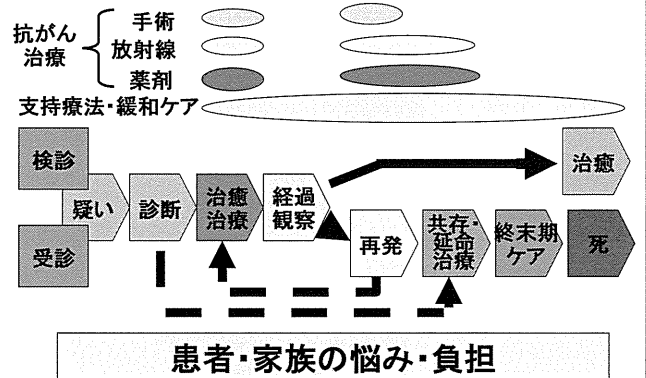 抗がん
治療
手術
放射線
薬剤
支持療法・緩和ケア
検診
受診
疑い
診断
治癒
治療
経過
観察
治癒
再発
共存・
延命
治療
終末期
ケア
死
患者・家族の悩み・負担